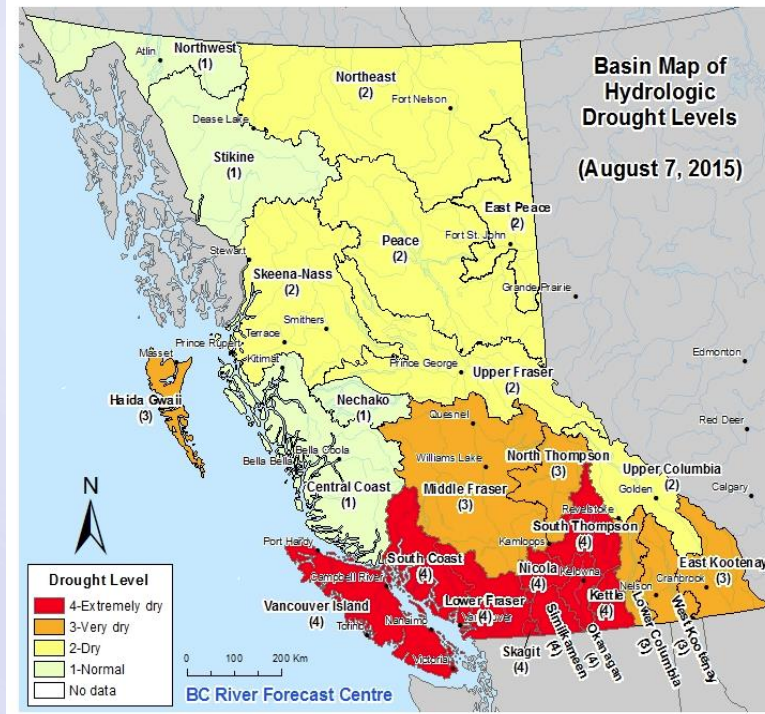 Basin Map of
Hydrologic
Drought Levels
(August 7, 2015)
Atlin
Northwest
(1)
Northeast
(2)
Fort Nelson
Dease Lake
Stikine
(1)
East Peace
(2)
Peace
(2)
Fort St. John
Stewart
Skeena-Nass
(2)
Grande Prairie
Smithers
Terrace
Prince Rupert
Kitimat
Masset
Prince George
Edmonton
Upper Fraser
(2)
Haida Gwaii
(3)
Nechako
(1)
Quesnel
Red Deer
Bella Coola
Bella Bella
Williams Lake
North Thompson
(3)
Upper Columbia
(2)
Central Coast
(1)
Middle Fraser
(3)
Golden
Calgary
N
Revelstoke
South Thompson
(4)
Port Hardy
Kamloops
South Coast
(4)
East Kootenay
(3)
Campbell River
Nicola
(4)
Kelowna
Cranbrook
Nelson
Kettle
(4)
Vancouver Island
(4)
Lower Fraser
(4)
Vancouver
Tofino
Nanaimo
Victoria
Skagit
(4)
Similkameen
(4)
Okanagan
(4)
Lower Columbia
(3)
West Kootenay
(3)
Drought Level
4-Extremely dry
3-Very dry
2-Dry
1-Normal
No data
0 100 200 Km
BC River Forecast Centre